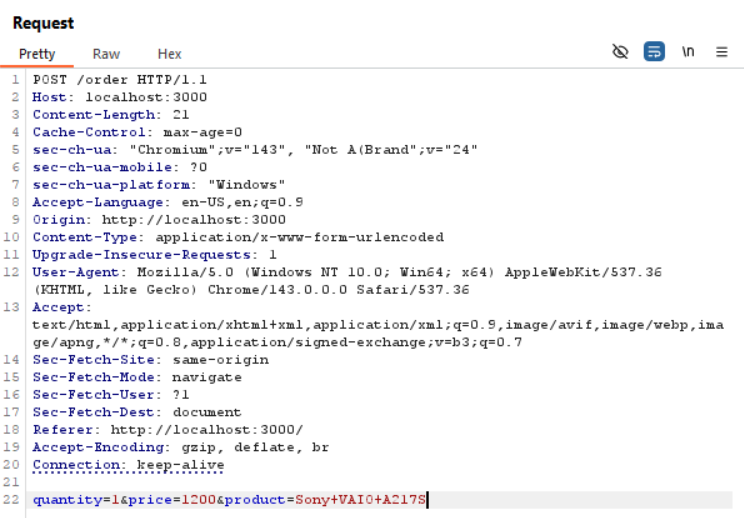 Request
Pretty Raw Hex \n
1 POST /order HTTP/1.1
2 Host: localhost:3000
3 Content-Length: 21
4 Cache-Control: max-age=0
5 sec-ch-ua: "Chromium";v="143", "Not A(Brand";v="24"
6 sec-ch-ua-mobile: ?0
7 sec-ch-ua-platform: "Windows"
8 Accept-Language: en-US,en;q=0.9
9 Origin: http://localhost:3000
10 Content-Type: application/x-www-form-urlencoded
11 Upgrade-Insecure-Requests: 1
12 User-Agent: Mozilla/5.0 (Windows NT 10.0; Win64; x64) AppleWebKit/537.36
(KHTML, like Gecko) Chrome/143.0.0.0 Safari/537.36
13 Accept:
text/html,application/xhtml+xml,application/xml;q=0.9,image/avif,image/webp,ima
ge/apng,*/*;q=0.8,application/signed-exchange;v=b3;q=0.7
14 Sec-Fetch-Site: same-origin
15 Sec-Fetch-Mode: navigate
16 Sec-Fetch-User: ?1
17 Sec-Fetch-Dest: document
18 Referer: http://localhost:3000/
19 Accept-Encoding: gzip, deflate, br
20 Connection: keep-alive
21
22 quantity=1&price=1200&product=Sony+VAIO+A217S